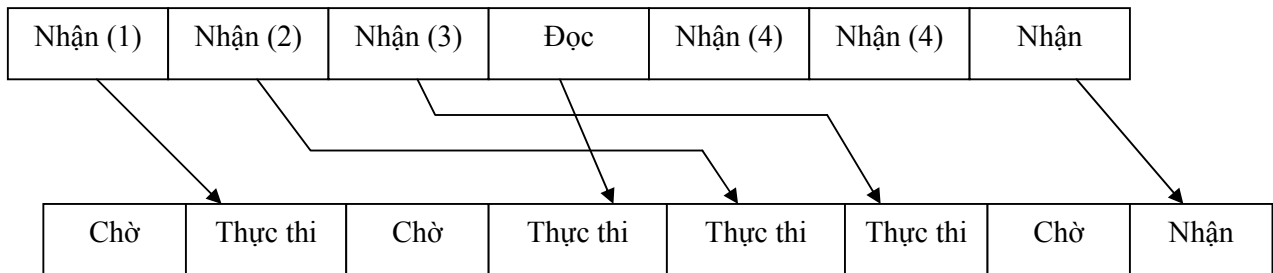 Nhận (1) Nhận (2) Nhận (3) Đọc Nhận (4) Nhận (4) Nhận
Chờ Thực thi Chờ Thực thi Thực thi Thực thi Chờ Nhận